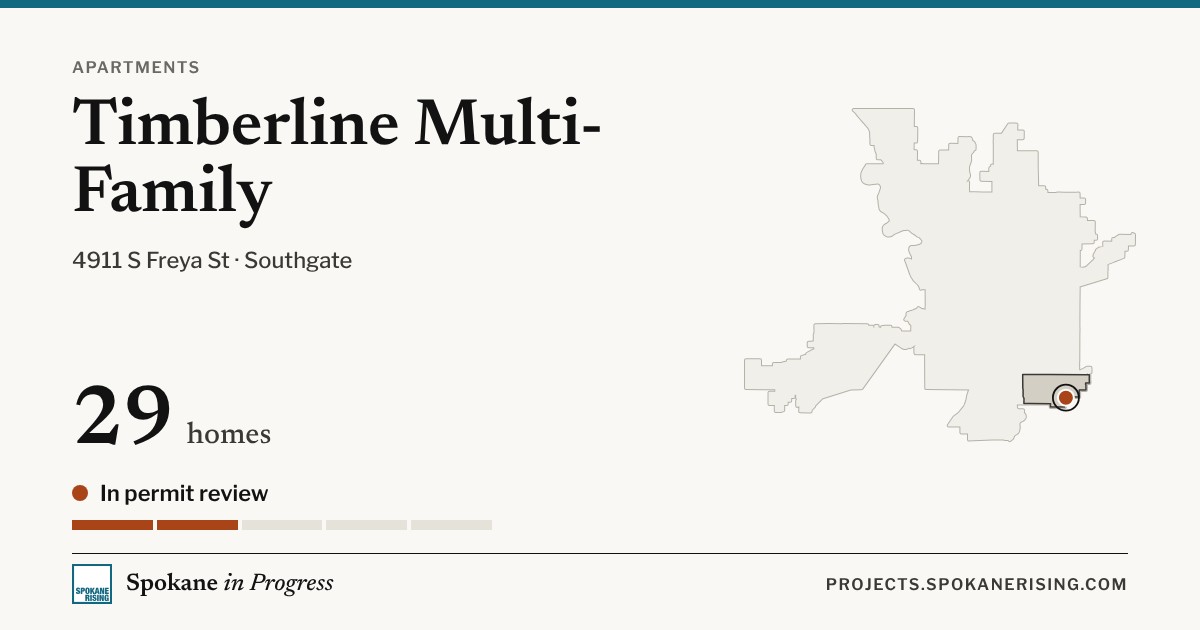 APARTMENTS
Timberline Multi-
Family
4911 S Freya St · Southgate
29 homes
In permit review
SPOKANE
RISING
Spokane in Progress
PROJECTS.SPOKANERISING.COM